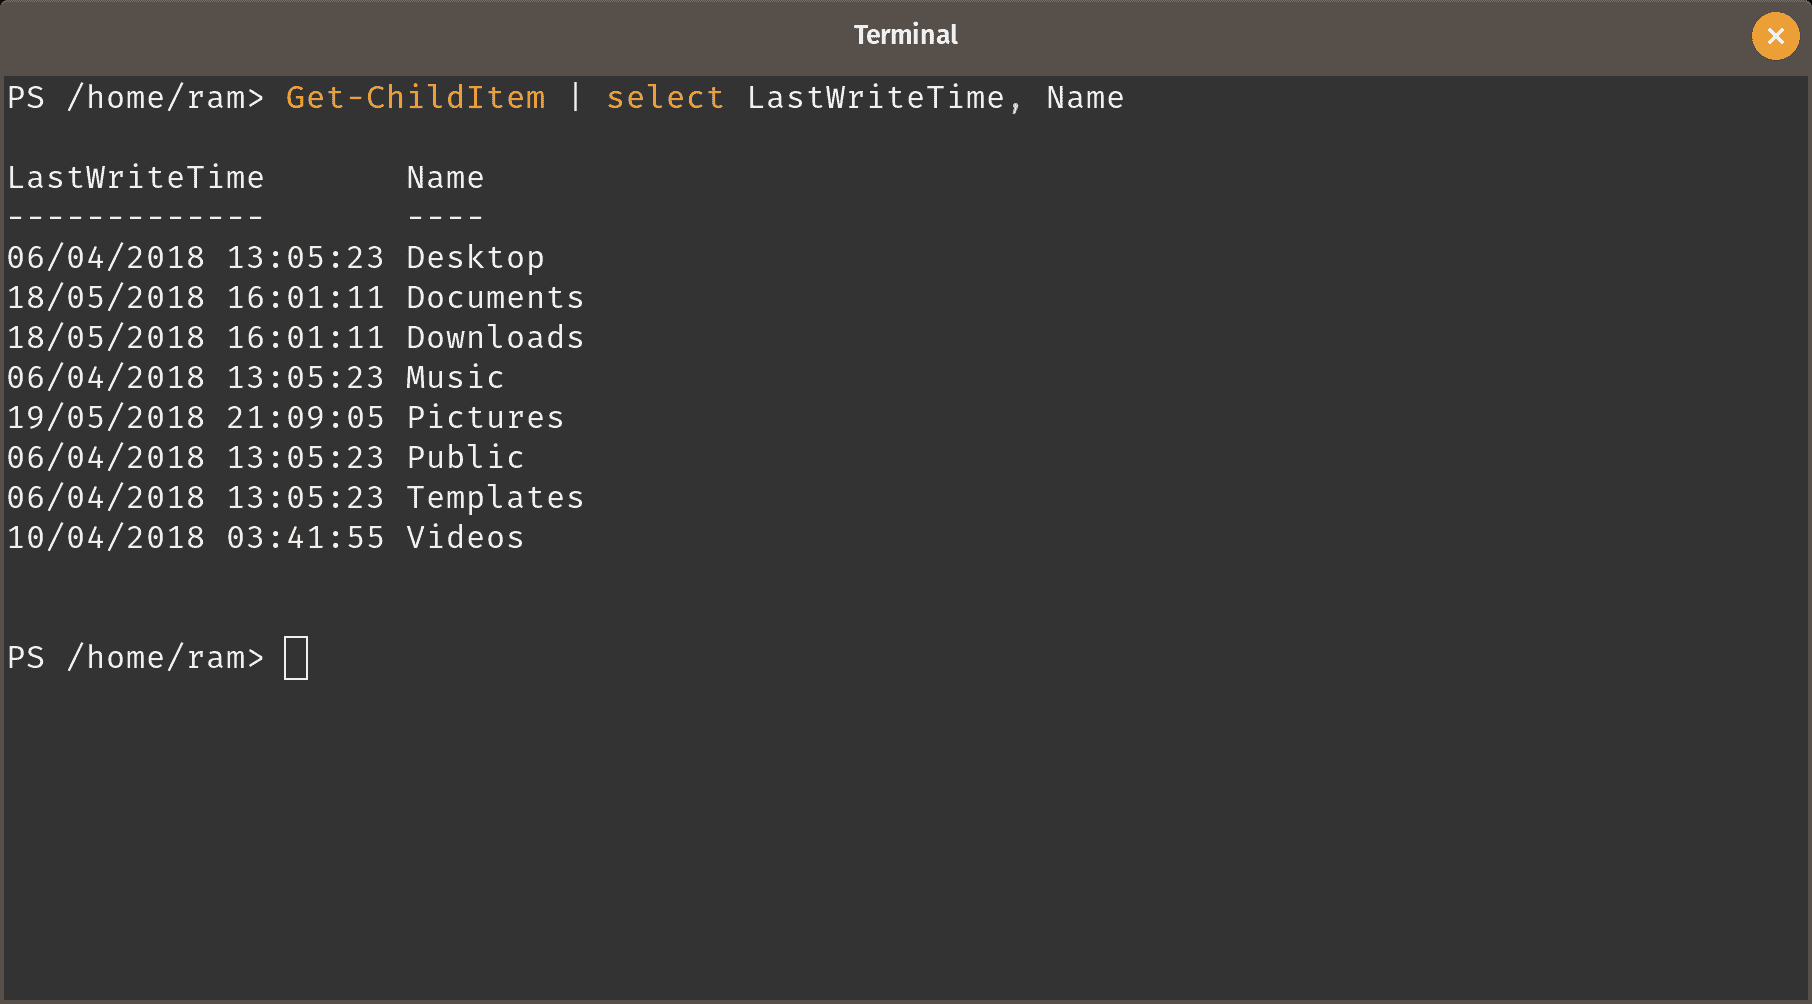 Terminal
PS /home/ram> Get-ChildItem | select LastWriteTime, Name
LastWriteTime       Name
-------------       ----
06/04/2018 13:05:23 Desktop
18/05/2018 16:01:11 Documents
18/05/2018 16:01:11 Downloads
06/04/2018 13:05:23 Music
19/05/2018 21:09:05 Pictures
06/04/2018 13:05:23 Public
06/04/2018 13:05:23 Templates
10/04/2018 03:41:55 Videos
PS /home/ram>